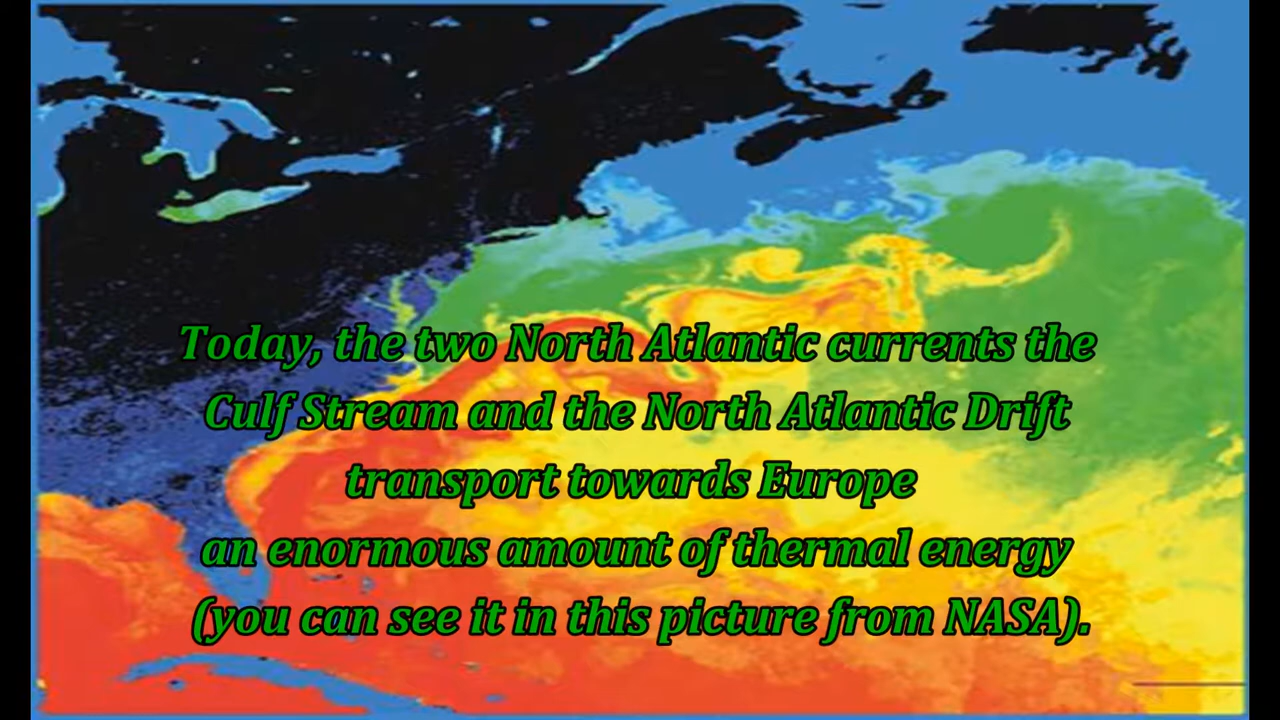 Today, the two North Atlantic currents the
Culf Stream and the North Atlantic Drift
transport towards Europe
an enormous amount of thermal energy
(you can see it in this picture from NASA).